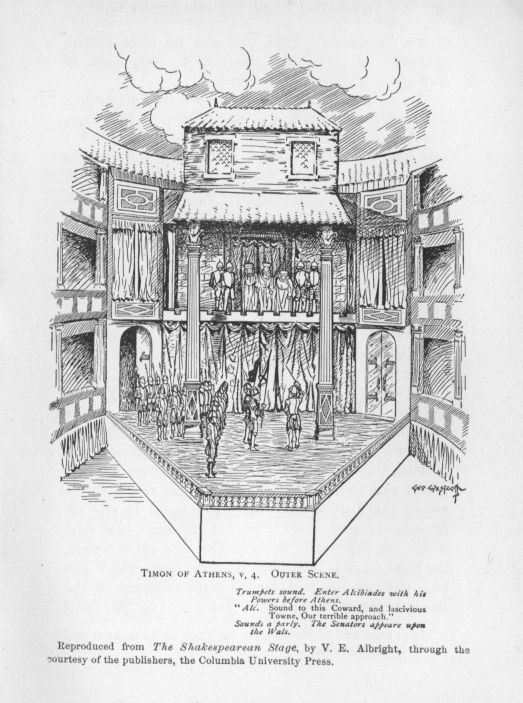 TIMON OF ATHENS, V, 4. OUTER SCENE.
Trumpets sound. Enter Alcibiades with his
Powers before Athens.
"Alc. Sound to this Coward, and lascivious
Towne, Our terrible approach."
Sounds a parly. The Senators appeare upon
the Wals.
Reproduced from The Shakespearean Stage, by V. E. Albright, through the
courtesy of the publishers, the Columbia University Press.